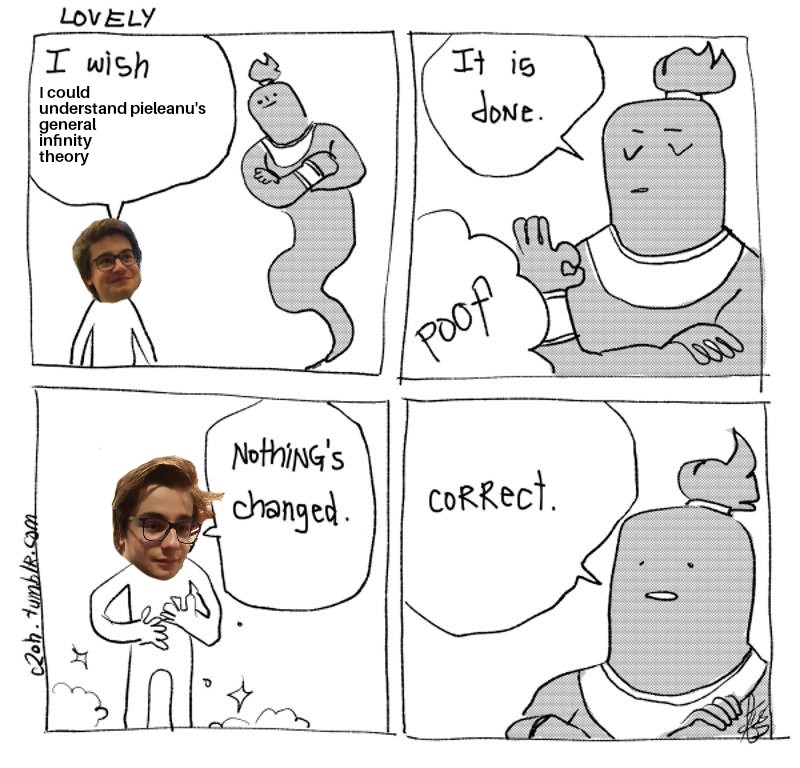 LOVELY
I wish
I could
understand pieleanu's
general
infinity
theory
It is
done.
POOF
NothiNG's
changed.
coRRect.
c2oh.tumblR.com